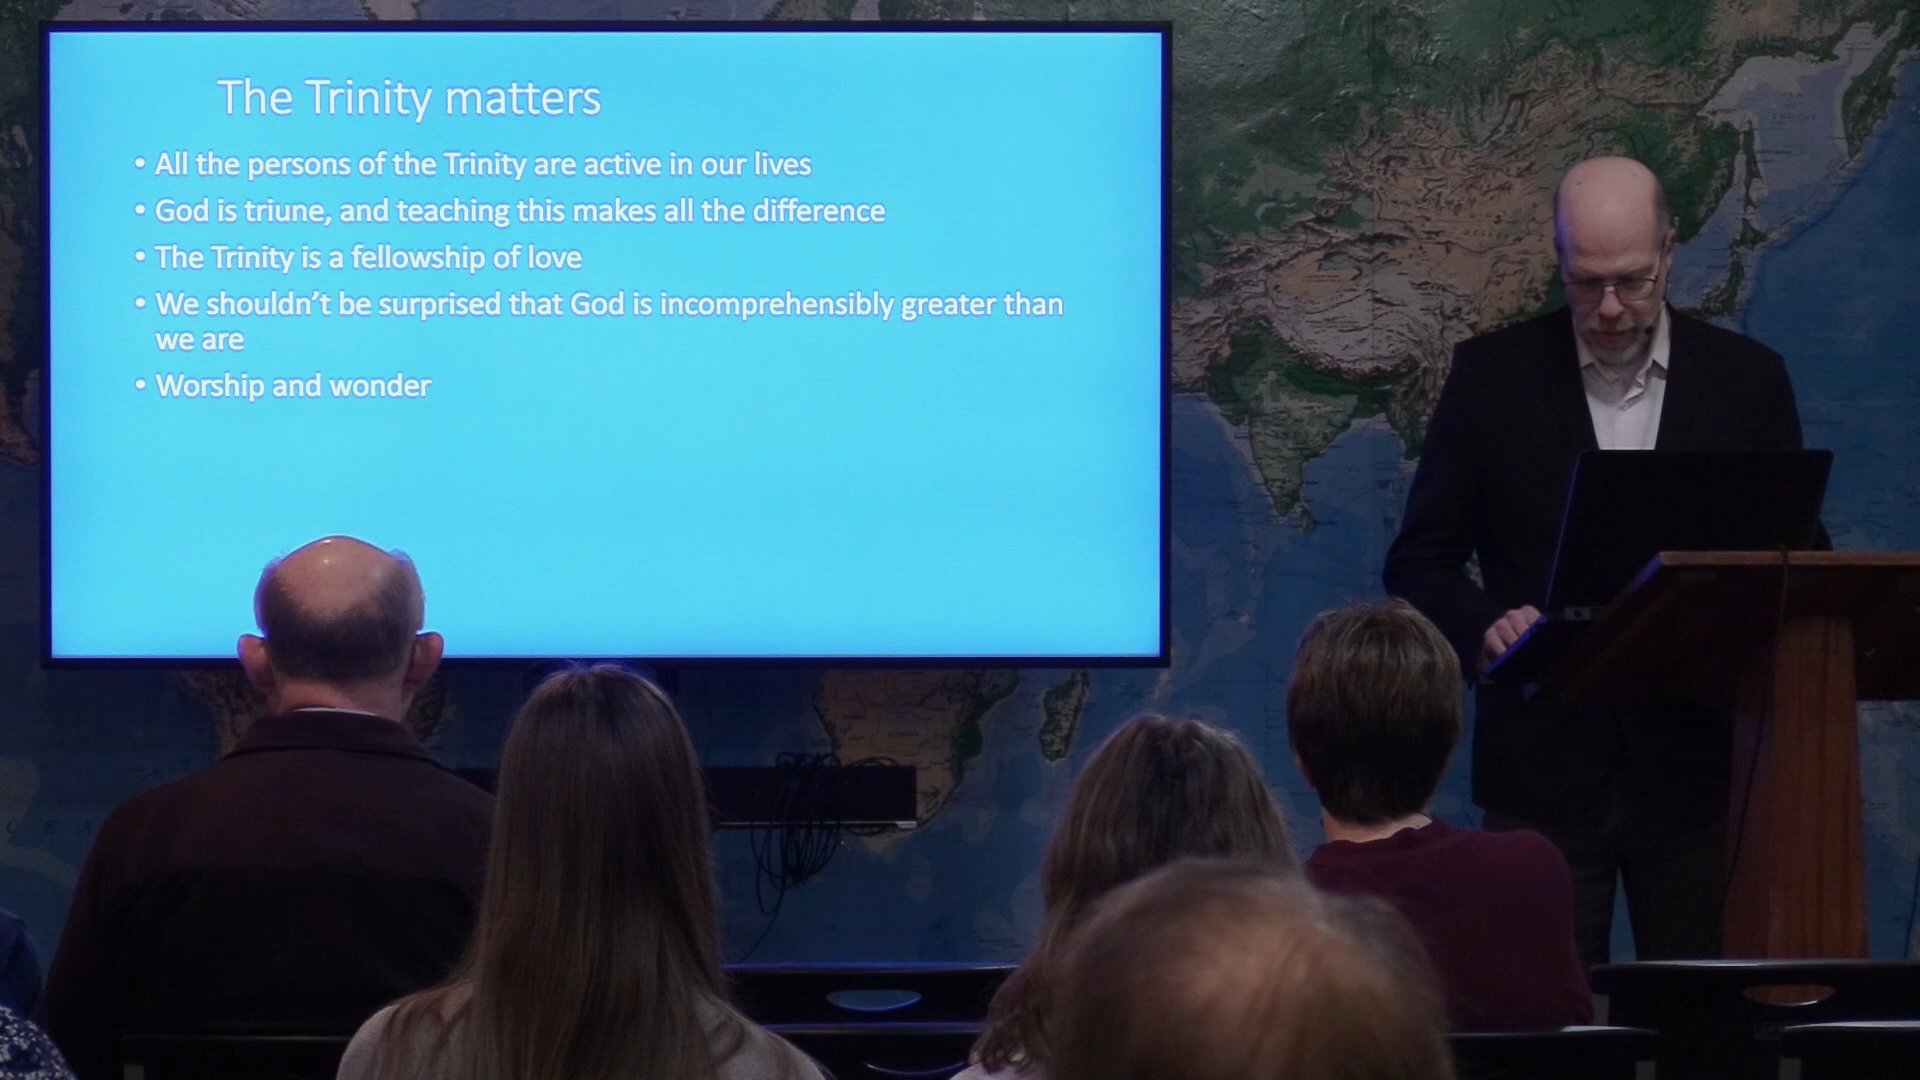 The Trinity matters
• All the persons of the Trinity are active in our lives
• God is triune, and teaching this makes all the difference
• The Trinity is a fellowship of love
• We shouldn’t be surprised that God is incomprehensibly greater than
we are
• Worship and wonder